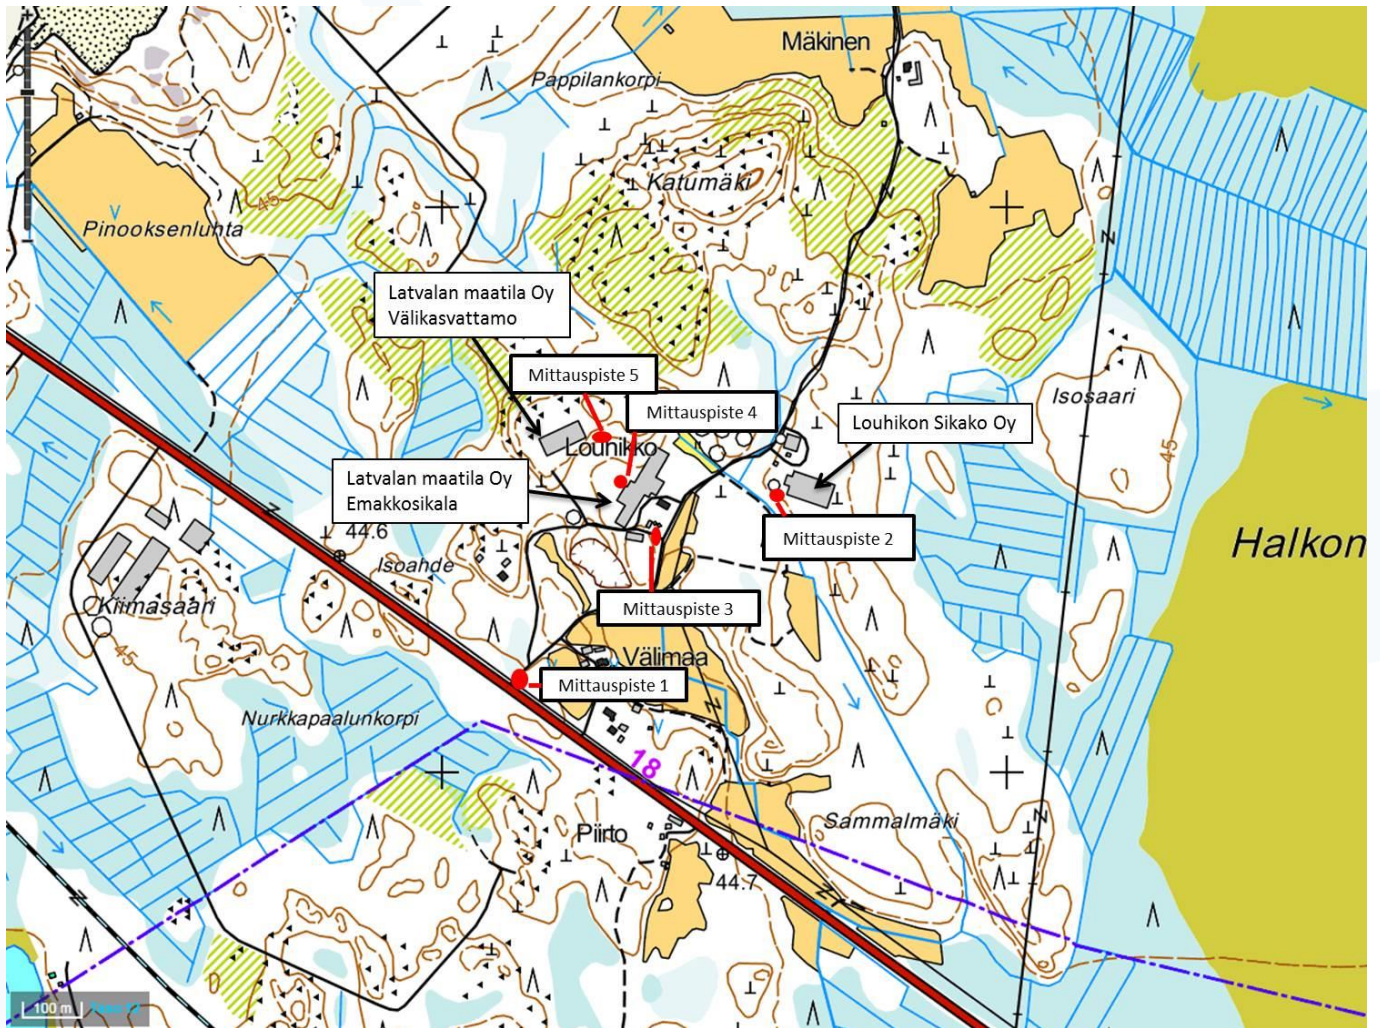 Mäkinen
Pappilankorpi
Katumäki
45
Pinooksenluhta
Latvalan maatila Oy
Välikasvattamo
Mittauspiste 5
Mittauspiste 4
Isosaari
Louhikon Sikako Oy
45
Louhikko
Latvalan maatila Oy
Emakkosikala
44.6
Mittauspiste 2
Halkon
Isoahde
Kiimasaari
Mittauspiste 3
45
Välimaa
Mittauspiste 1
Nurkkapaalunkorpi
18
Sammalmäki
Piirto
44.7
100 m